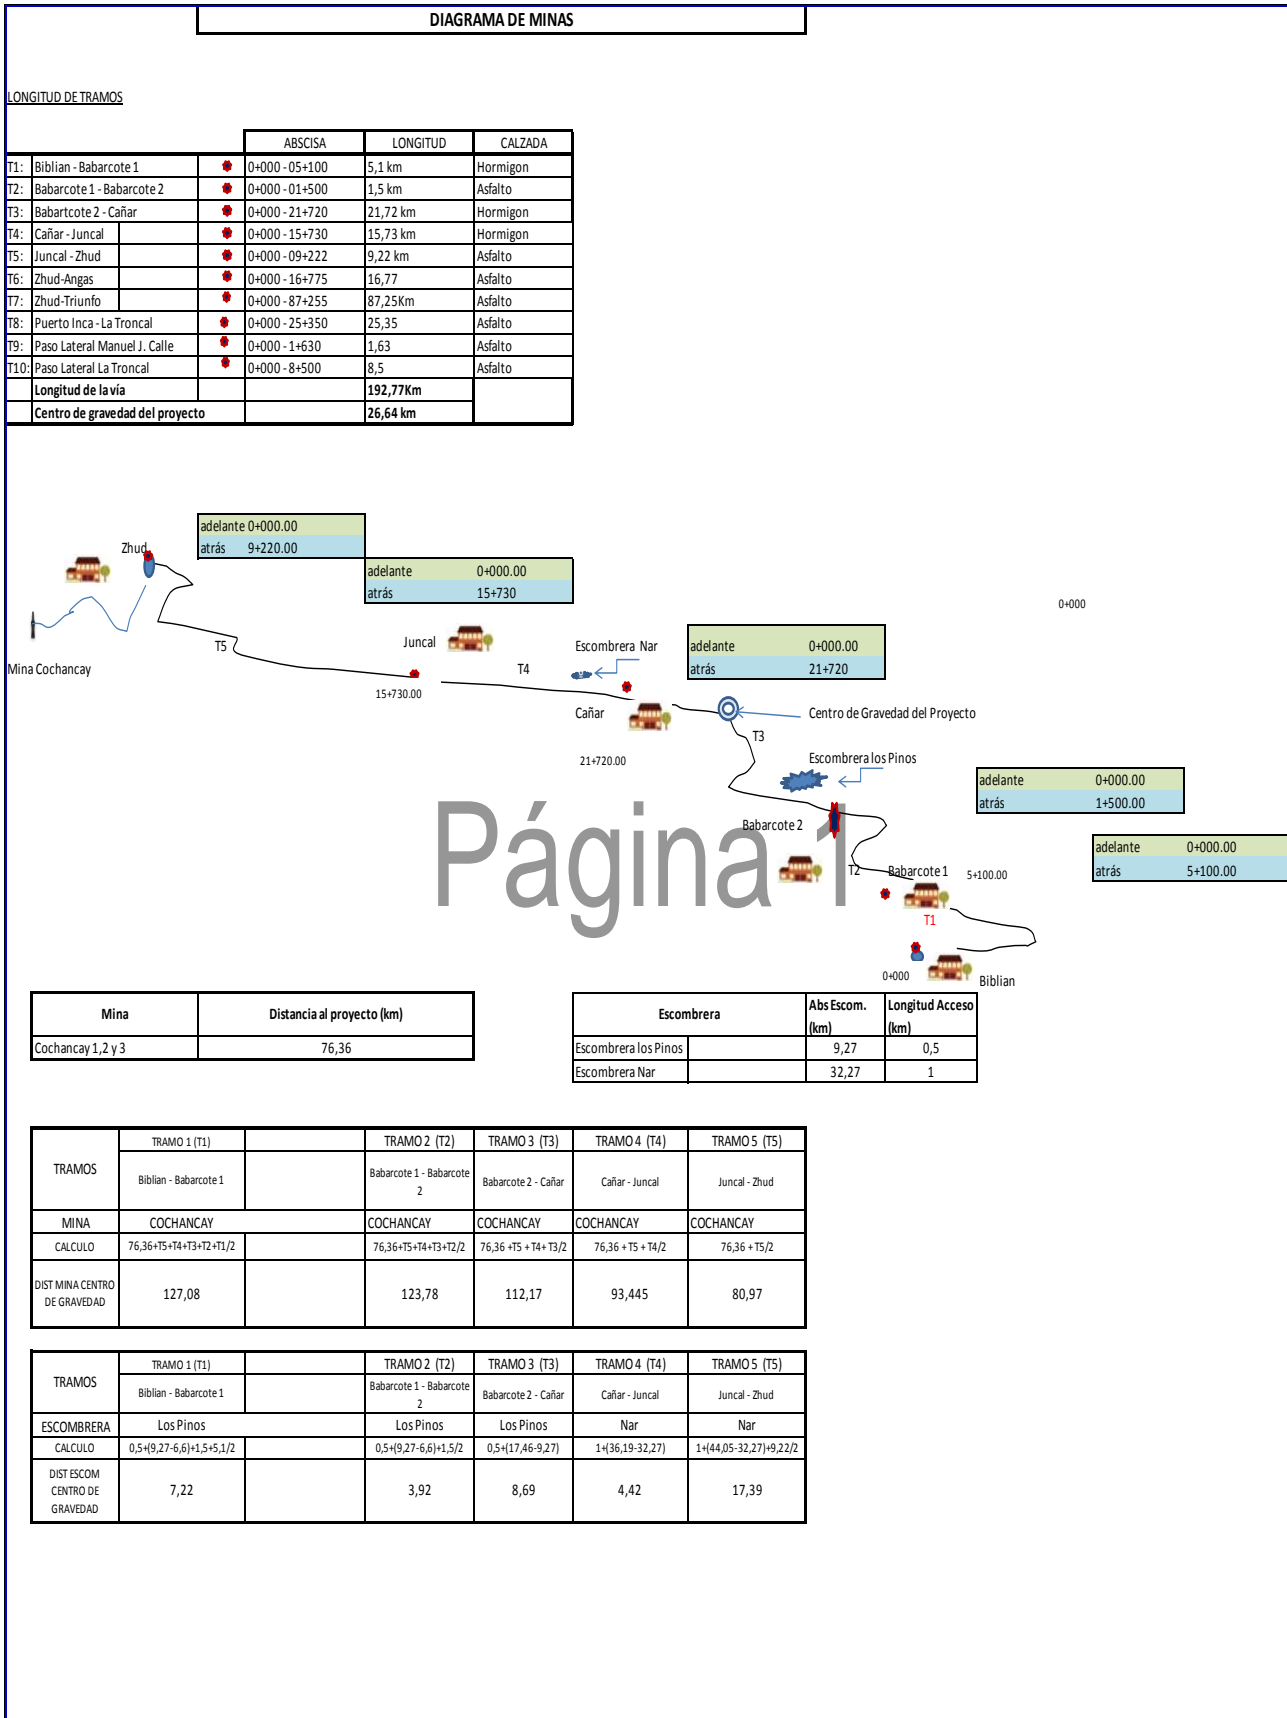 DIAGRAMA DE MINAS
LONGITUD DE TRAMOS
ABSCISA LONGITUD CALZADA
T1: Biblian - Babarcote 1 0+000 - 05+100 5,1 km Hormigon
T2: Babarcote 1 - Babarcote 2 0+000 - 01+500 1,5 km Asfalto
T3: Babartcote 2 - Cañar 0+000 - 21+720 21,72 km Hormigon
T4: Cañar - Juncal 0+000 - 15+730 15,73 km Hormigon
T5: Juncal - Zhud 0+000 - 09+222 9,22 km Asfalto
T6: Zhud-Angas 0+000 - 16+775 16,77 Asfalto
T7: Zhud-Triunfo 0+000 - 87+255 87,25Km Asfalto
T8: Puerto Inca - La Troncal 0+000 - 25+350 25,35 Asfalto
T9: Paso Lateral Manuel J. Calle 0+000 - 1+630 1,63 Asfalto
T10: Paso Lateral La Troncal 0+000 - 8+500 8,5 Asfalto
Longitud de la vía 192,77Km
Centro de gravedad del proyecto 26,64 km
adelante 0+000.00
Zhud atrás 9+220.00
adelante 0+000.00
atrás 15+730
0+000
T5 Juncal Escombrera Nar adelante 0+000.00
Mina Cochancay T4 atrás 21+720
15+730.00
Cañar Centro de Gravedad del Proyecto
T3
21+720.00 Escombrera los Pinos
adelante 0+000.00
atrás 1+500.00
Babarcote 2
Página 1
adelante 0+000.00
T2 Babarcote 1 5+100.00 atrás 5+100.00
T1
0+000 Biblian
Mina Distancia al proyecto (km)
Cochancay 1,2 y 3 76,36
Escombrera Abs Escom. (km) Longitud Acceso (km)
Escombrera los Pinos 9,27 0,5
Escombrera Nar 32,27 1
TRAMOS TRAMO 1 (T1) TRAMO 2 (T2) TRAMO 3 (T3) TRAMO 4 (T4) TRAMO 5 (T5)
Biblian - Babarcote 1 Babarcote 1 - Babarcote 2 Babarcote 2 - Cañar Cañar - Juncal Juncal - Zhud
MINA COCHANCAY COCHANCAY COCHANCAY COCHANCAY COCHANCAY
CALCULO 76,36+T5+T4+T3+T2+T1/2 76,36+T5+T4+T3+T2/2 76,36 +T5 + T4+ T3/2 76,36 + T5 + T4/2 76,36 + T5/2
DIST MINA CENTRO DE GRAVEDAD 127,08 123,78 112,17 93,445 80,97
TRAMOS TRAMO 1 (T1) TRAMO 2 (T2) TRAMO 3 (T3) TRAMO 4 (T4) TRAMO 5 (T5)
Biblian - Babarcote 1 Babarcote 1 - Babarcote 2 Babarcote 2 - Cañar Cañar - Juncal Juncal - Zhud
ESCOMBRERA Los Pinos Los Pinos Los Pinos Nar Nar
CALCULO 0,5+(9,27-6,6)+1,5+5,1/2 0,5+(9,27-6,6)+1,5/2 0,5+(17,46-9,27) 1+(36,19-32,27) 1+(44,05-32,27)+9,22/2
DIST ESCOM CENTRO DE GRAVEDAD 7,22 3,92 8,69 4,42 17,39